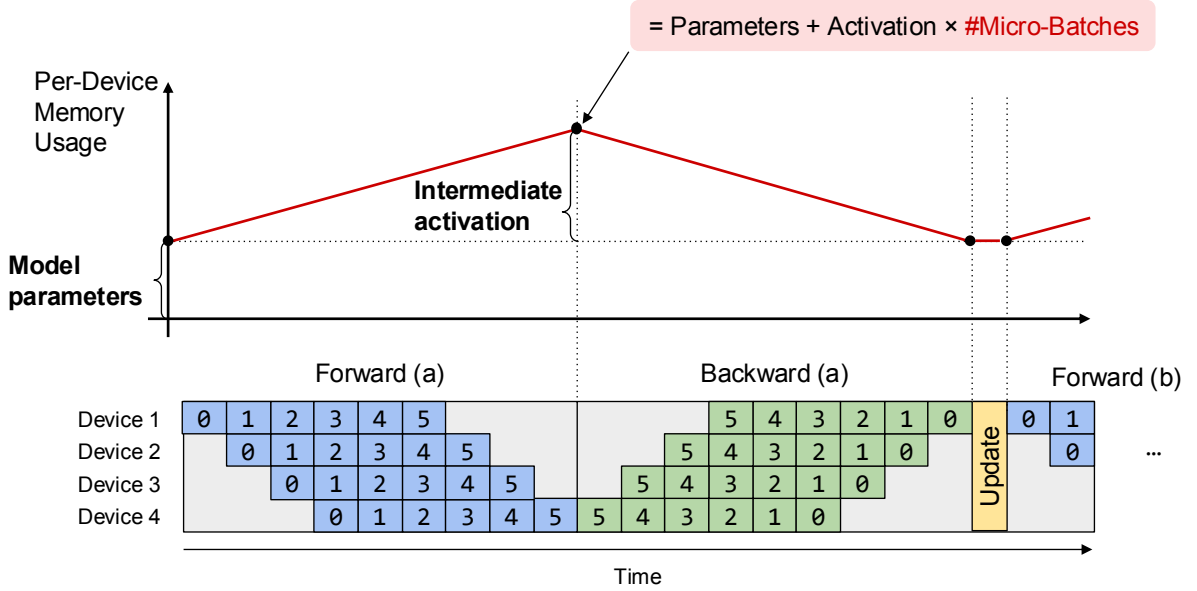 = Parameters + Activation × #Micro-Batches
Per-Device
Memory
Usage
Intermediate
activation
Model
parameters
Forward (a)
Backward (a)
Forward (b)
Device 1
0 1 2 3 4 5
5 4 3 2 1 0
0 1
Device 2
0 1 2 3 4 5
5 4 3 2 1 0
0
...
Device 3
0 1 2 3 4 5
5 4 3 2 1 0
Device 4
0 1 2 3 4 5
5 4 3 2 1 0
Update
Time